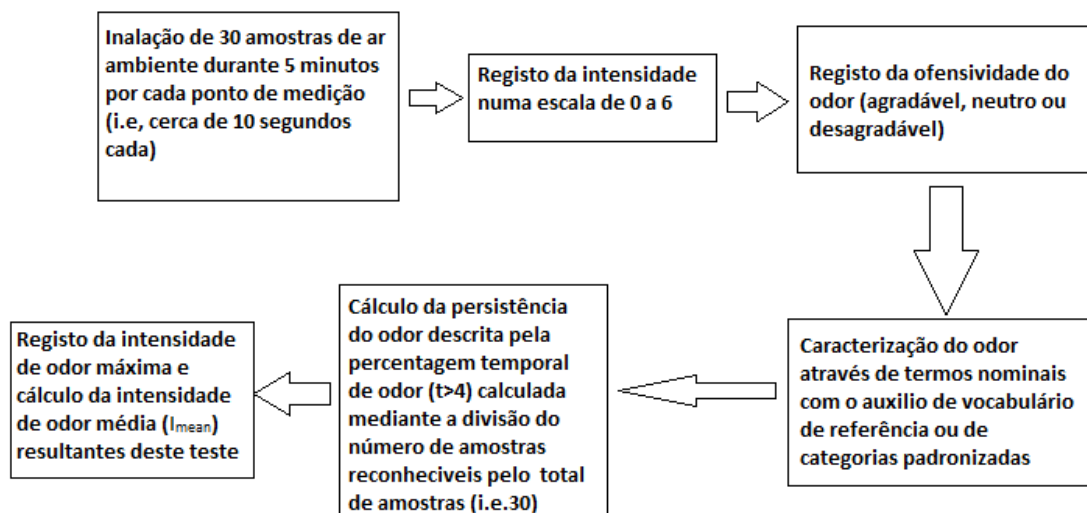 Inalação de 30 amostras de ar
ambiente durante 5 minutos
por cada ponto de medição
(i.e, cerca de 10 segundos
cada)
Registo da intensidade
numa escala de 0 a 6
Registo da ofensividade do
odor (agradável, neutro ou
desagradável)
Caracterização do odor
através de termos nominais
com o auxilio de vocabulário
de referência ou de
categorias padronizadas
Cálculo da persistência
do odor descrita pela
percentagem temporal
de odor (t>4) calculada
mediante a divisão do
número de amostras
reconheciveis pelo total
de amostras (i.e.30)
Registo da intensidade
de odor máxima e
cálculo da intensidade
de odor média (Imean)
resultantes deste teste